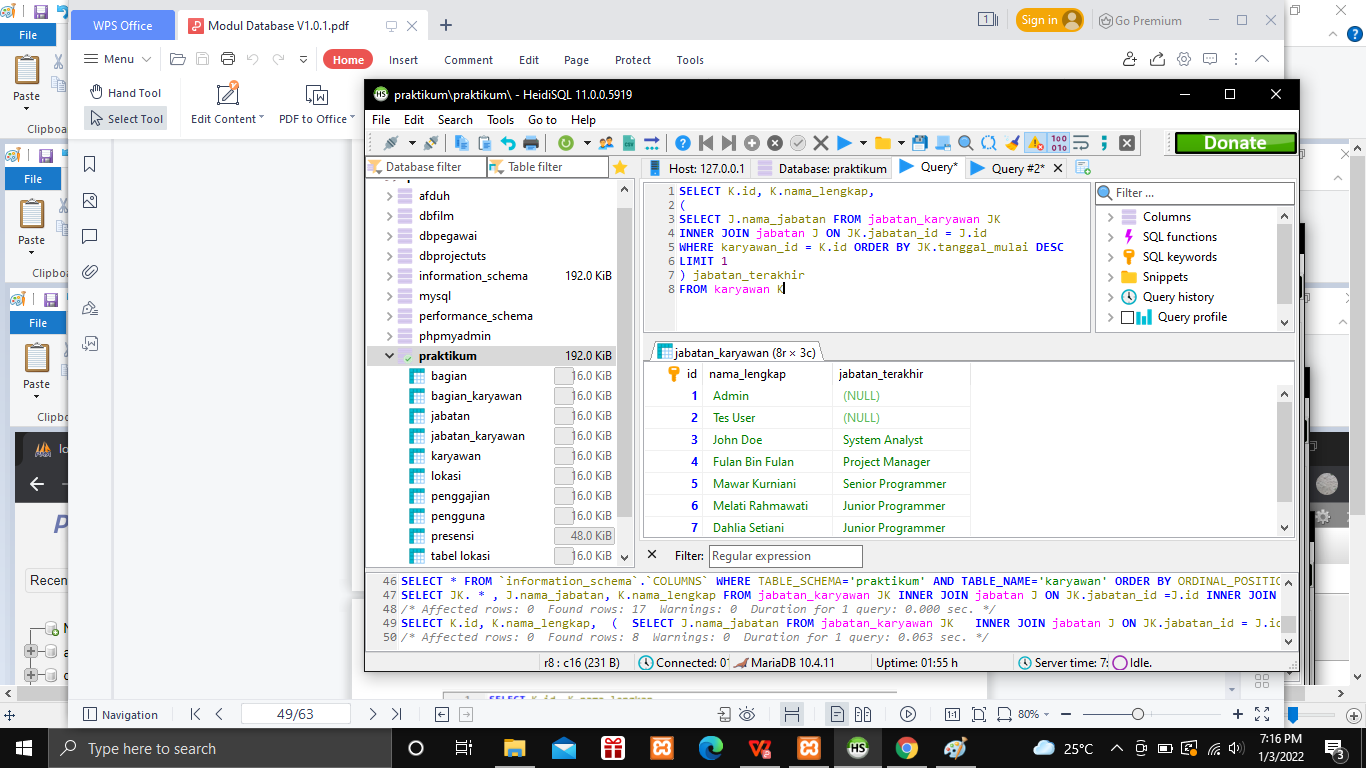 File
Paste
Clipboa
File
Paste
Clipbo
File
Paste
Clipb
lo
P
Recen
WPS Office
Modul Database V1.0.1.pdf
1
Sign in
Go Premium
Menu
Home
Insert
Comment
Edit
Page
Protect
Tools
Hand Tool
Select Tool
Edit Content
PDF to Office
praktikum\praktikum\ - HeidiSQL 11.0.0.5919
File Edit Search Tools Go to Help
Donate
Database filter
Table filter
Host: 127.0.0.1
Database: praktikum
Query*
Query #2*
afduh
dbfilm
dbpegawai
dbprojectuts
information_schema 192.0 KiB
mysql
performance_schema
phpmyadmin
praktikum 192.0 KiB
bagian 16.0 KiB
bagian_karyawan 16.0 KiB
jabatan 16.0 KiB
jabatan_karyawan 16.0 KiB
karyawan 16.0 KiB
lokasi 16.0 KiB
penggajian 16.0 KiB
pengguna 16.0 KiB
presensi 48.0 KiB
tabel lokasi 16.0 KiB
1 SELECT K.id, K.nama_lengkap,
2 (
3 SELECT J.nama_jabatan FROM jabatan_karyawan JK
4 INNER JOIN jabatan J ON JK.jabatan_id = J.id
5 WHERE karyawan_id = K.id ORDER BY JK.tanggal_mulai DESC
6 LIMIT 1
7 ) jabatan_terakhir
8 FROM karyawan K
Filter ...
Columns
SQL functions
SQL keywords
Snippets
Query history
Query profile
jabatan_karyawan (8r × 3c)
id nama_lengkap jabatan_terakhir
1 Admin (NULL)
2 Tes User (NULL)
3 John Doe System Analyst
4 Fulan Bin Fulan Project Manager
5 Mawar Kurniani Senior Programmer
6 Melati Rahmawati Junior Programmer
7 Dahlia Setiani Junior Programmer
Filter: Regular expression
46 SELECT * FROM `information_schema`.`COLUMNS` WHERE TABLE_SCHEMA='praktikum' AND TABLE_NAME='karyawan' ORDER BY ORDINAL_POSITIO
47 SELECT JK. * , J.nama_jabatan, K.nama_lengkap FROM jabatan_karyawan JK INNER JOIN jabatan J ON JK.jabatan_id =J.id INNER JOIN
48 /* Affected rows: 0 Found rows: 17 Warnings: 0 Duration for 1 query: 0.000 sec. */
49 SELECT K.id, K.nama_lengkap, ( SELECT J.nama_jabatan FROM jabatan_karyawan JK INNER JOIN jabatan J ON JK.jabatan_id = J.id
50 /* Affected rows: 0 Found rows: 8 Warnings: 0 Duration for 1 query: 0.063 sec. */
r8 : c16 (231 B)
Connected: 01
MariaDB 10.4.11
Uptime: 01:55 h
Server time: 7:
Idle.
Navigation
49/63
80%
Type here to search
25°C
7:16 PM
1/3/2022
3